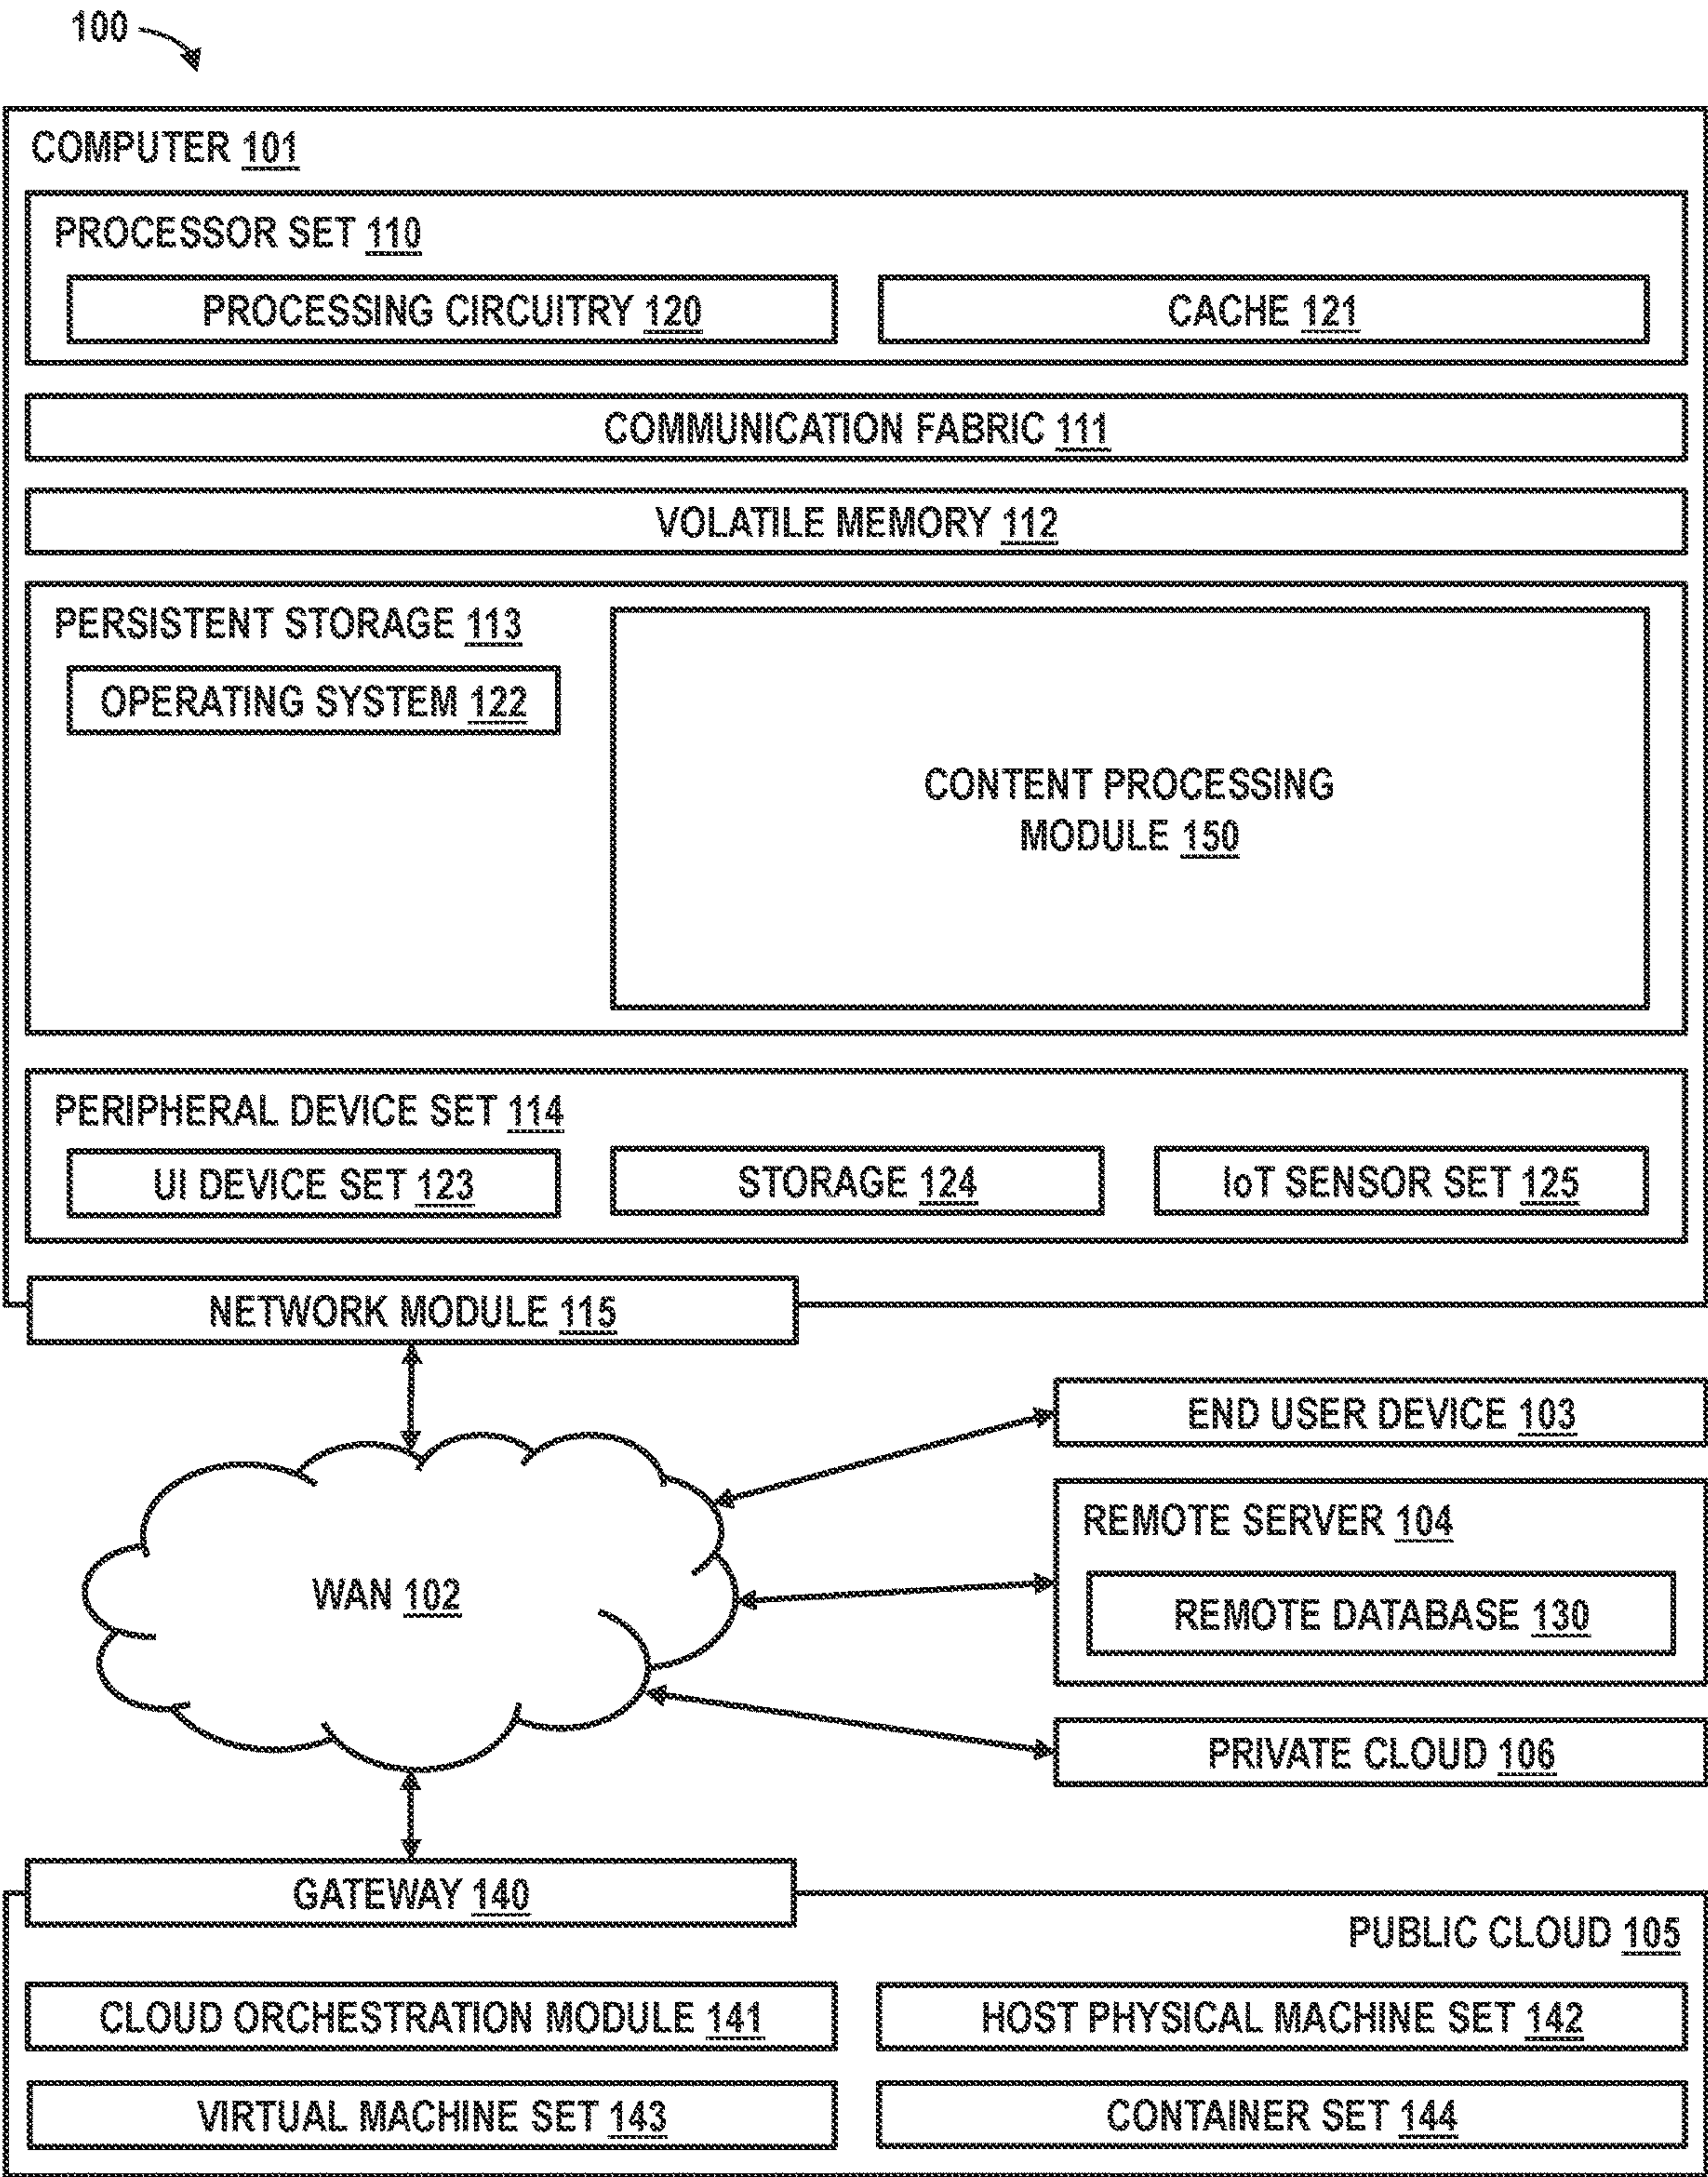 100
COMPUTER 101
PROCESSOR SET 110
PROCESSING CIRCUITRY 120
CACHE 121
COMMUNICATION FABRIC 111
VOLATILE MEMORY 112
PERSISTENT STORAGE 113
OPERATING SYSTEM 122
CONTENT PROCESSING
MODULE 150
PERIPHERAL DEVICE SET 114
UI DEVICE SET 123
STORAGE 124
IoT SENSOR SET 125
NETWORK MODULE 115
END USER DEVICE 103
REMOTE SERVER 104
WAN 102
REMOTE DATABASE 130
PRIVATE CLOUD 106
GATEWAY 140
PUBLIC CLOUD 105
CLOUD ORCHESTRATION MODULE 141
HOST PHYSICAL MACHINE SET 142
VIRTUAL MACHINE SET 143
CONTAINER SET 144